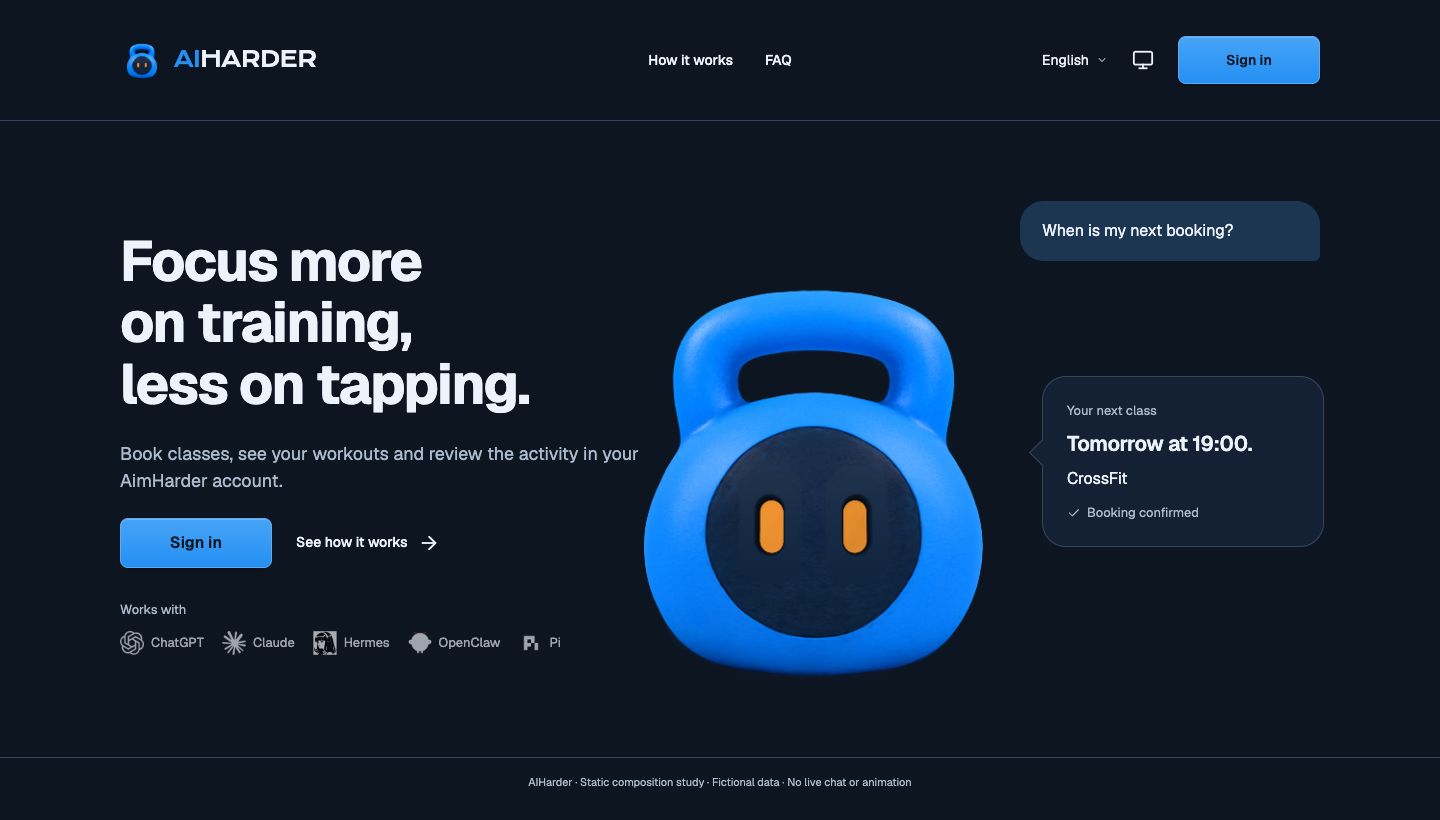 AIHARDER
How it works
FAQ
English
Sign in
Focus more
on training,
less on tapping.
Book classes, see your workouts and review the activity in your
AimHarder account.
Sign in
See how it works
Works with
ChatGPT
Claude
Hermes
OpenClaw
Pi
When is my next booking?
Your next class
Tomorrow at 19:00.
CrossFit
Booking confirmed
AIHarder · Static composition study · Fictional data · No live chat or animation